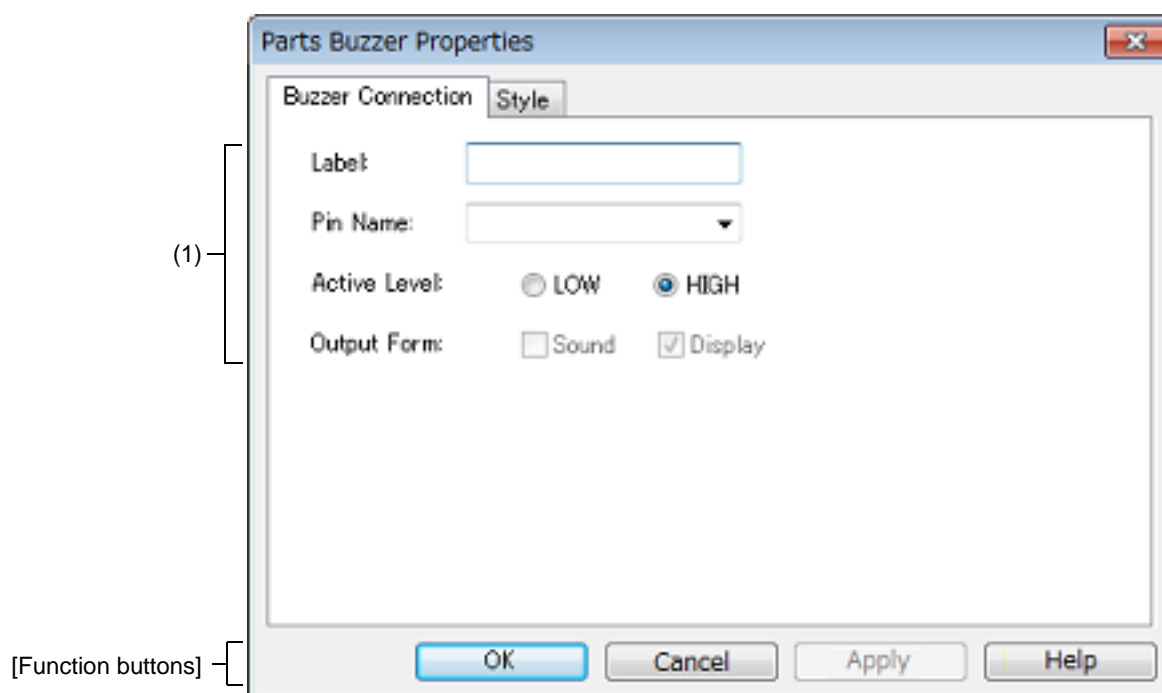 Parts Buzzer Properties
Buzzer Connection Style
Label:
Pin Name:
(1)
Active Level: LOW HIGH
Output Form: Sound Display
[Function buttons] OK Cancel Apply Help